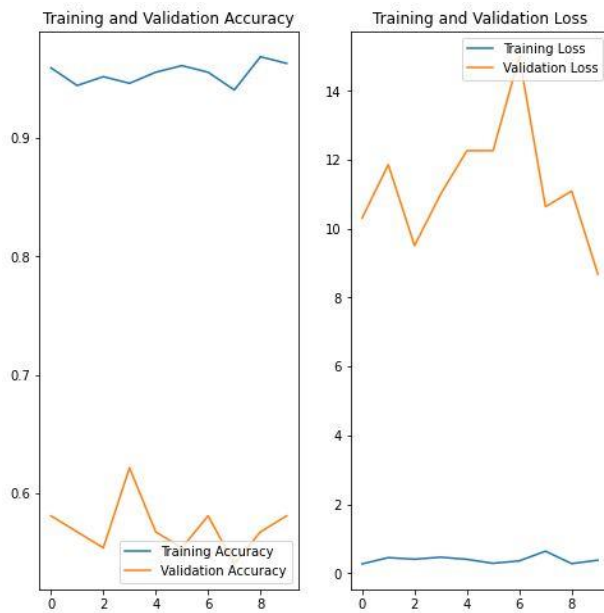 Training and Validation Accuracy
0.9
0.8
0.7
0.6
0 2 4 6 8
Training Accuracy
Validation Accuracy
Training and Validation Loss
Training Loss
Validation Loss
14
12
10
8
6
4
2
0
0 2 4 6 8